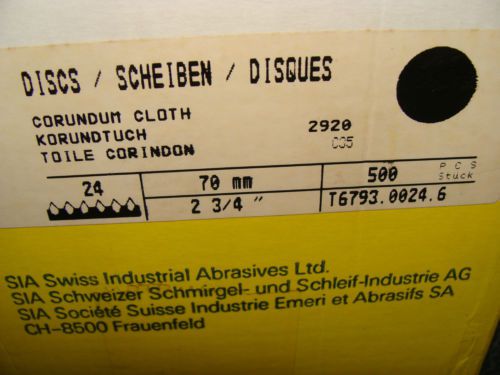 DISCS / SCHEIBEN / DISQUES
CORUNDUM CLOTH
KORUNDTUCH 2920
TOILE CORINDON CC5
24 70 mm 500 PCS
Stück
2 3/4 " T6793.0024.6
SIA Swiss Industrial Abrasives Ltd.
SIA Schweizer Schmirgel- und Schleif-Industrie AG
SIA Société Suisse Industrie Emeri et Abrasifs SA
CH-8500 Frauenfeld